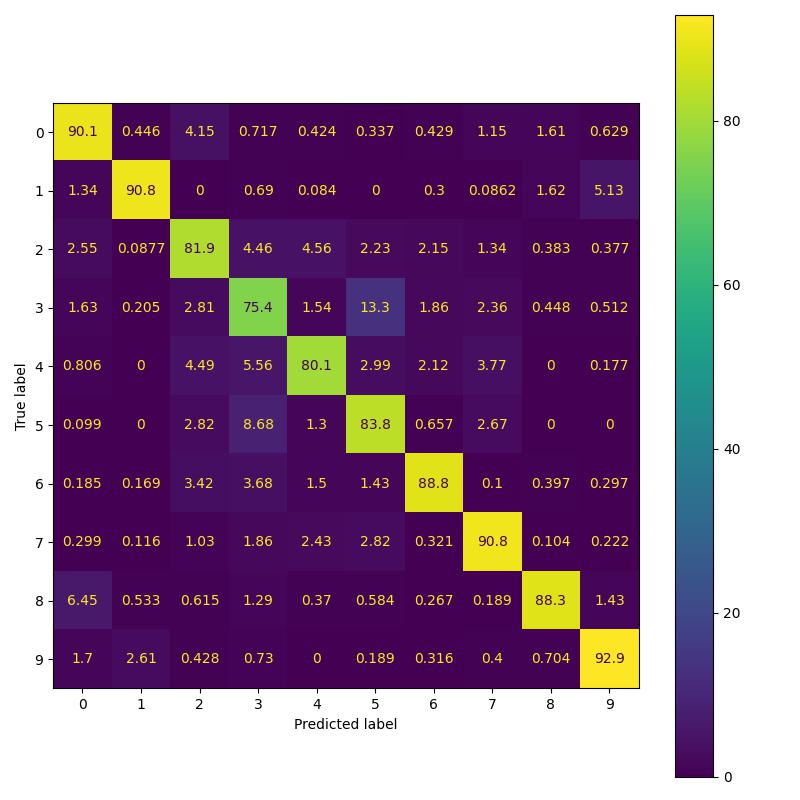 0 90.1 0.446 4.15 0.717 0.424 0.337 0.429 1.15 1.61 0.629
1 1.34 90.8 0 0.69 0.084 0 0.3 0.0862 1.62 5.13
2 2.55 0.0877 81.9 4.46 4.56 2.23 2.15 1.34 0.383 0.377
3 1.63 0.205 2.81 75.4 1.54 13.3 1.86 2.36 0.448 0.512
4 0.806 0 4.49 5.56 80.1 2.99 2.12 3.77 0 0.177
5 0.099 0 2.82 8.68 1.3 83.8 0.657 2.67 0 0
6 0.185 0.169 3.42 3.68 1.5 1.43 88.8 0.1 0.397 0.297
7 0.299 0.116 1.03 1.86 2.43 2.82 0.321 90.8 0.104 0.222
8 6.45 0.533 0.615 1.29 0.37 0.584 0.267 0.189 88.3 1.43
9 1.7 2.61 0.428 0.73 0 0.189 0.316 0.4 0.704 92.9
0 1 2 3 4 5 6 7 8 9
Predicted label
True label
80
60
40
20
0